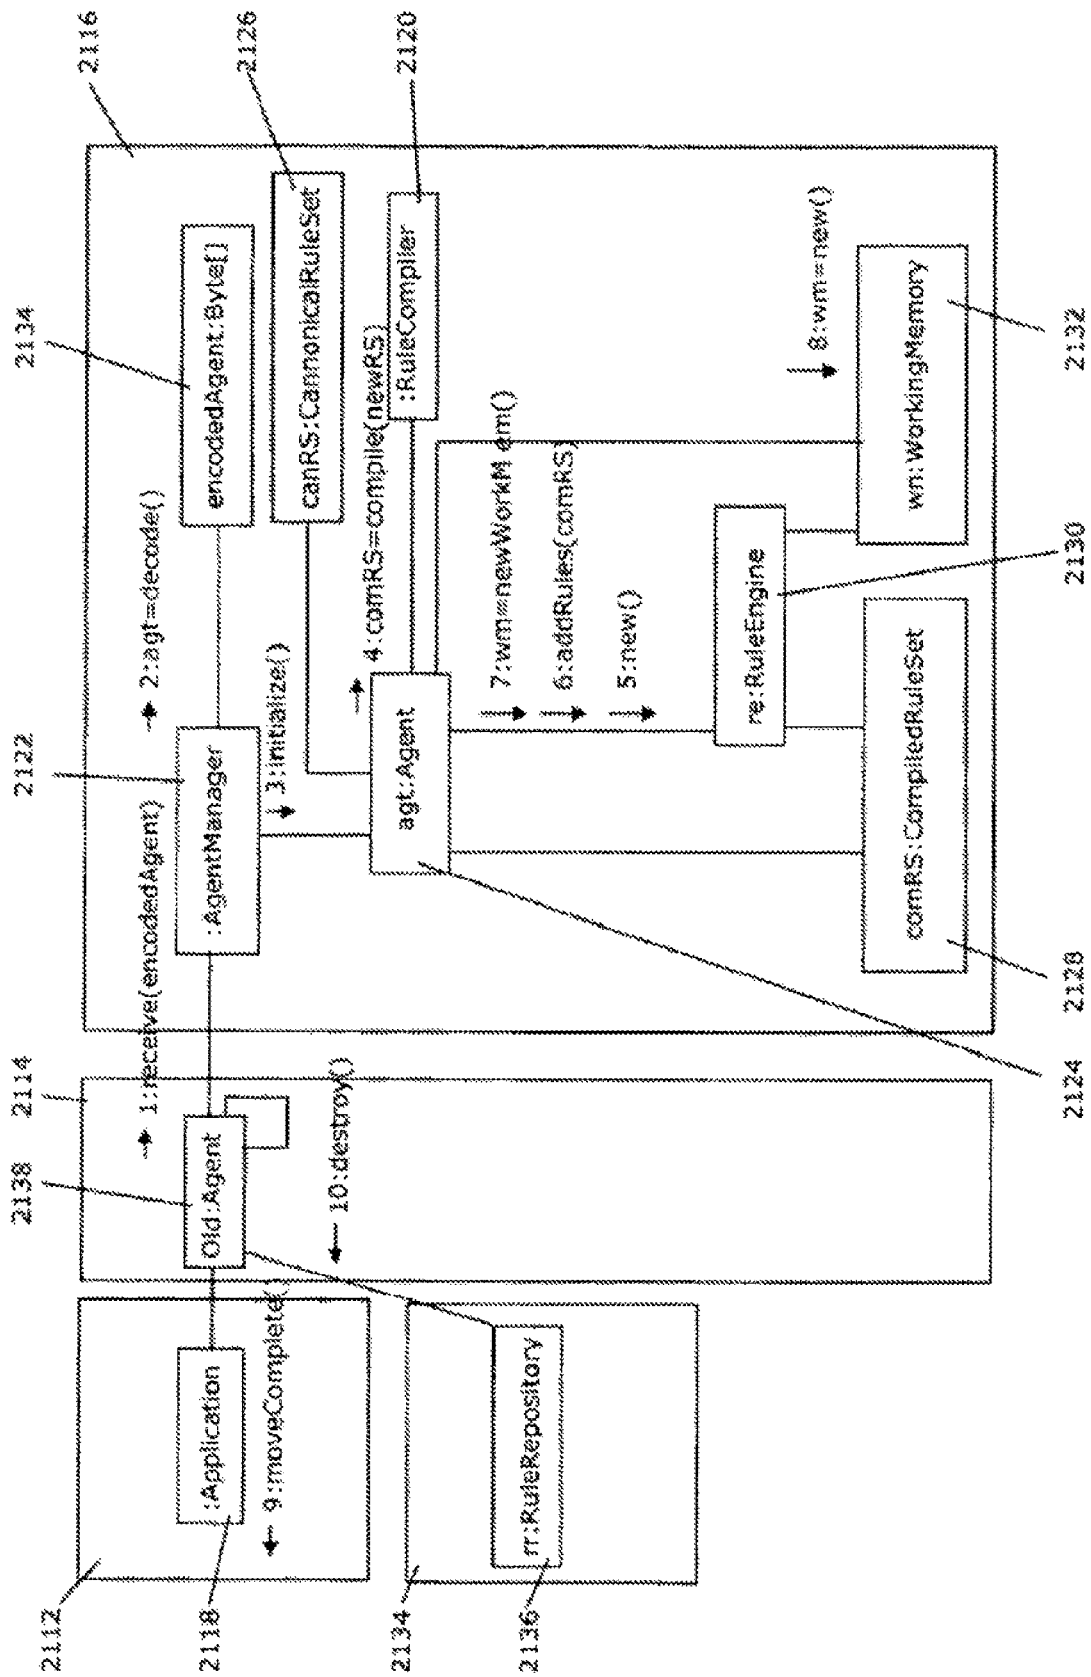 2116
2126
2120
2134
encodedAgent:Byte[]
canRS:CannonicalRuleSet
:RuleCompiler
8:wm=new()
wn:WorkingMemory
2132
2:agt=decode()
4:comRS=compile(newRS)
7:wm=newWorkMem()
6:addRules(comRS)
5:new()
re:RuleEngine
2130
2122
:AgentManager
3:initialize()
agt:Agent
comRS:CompiledRuleSet
2128
1:receive(encodedAgent)
2114
2124
2138
Old:Agent
10:destroy()
:Application
9:moveComplete()
rr:RuleRepository
2112
2118
2134
2136